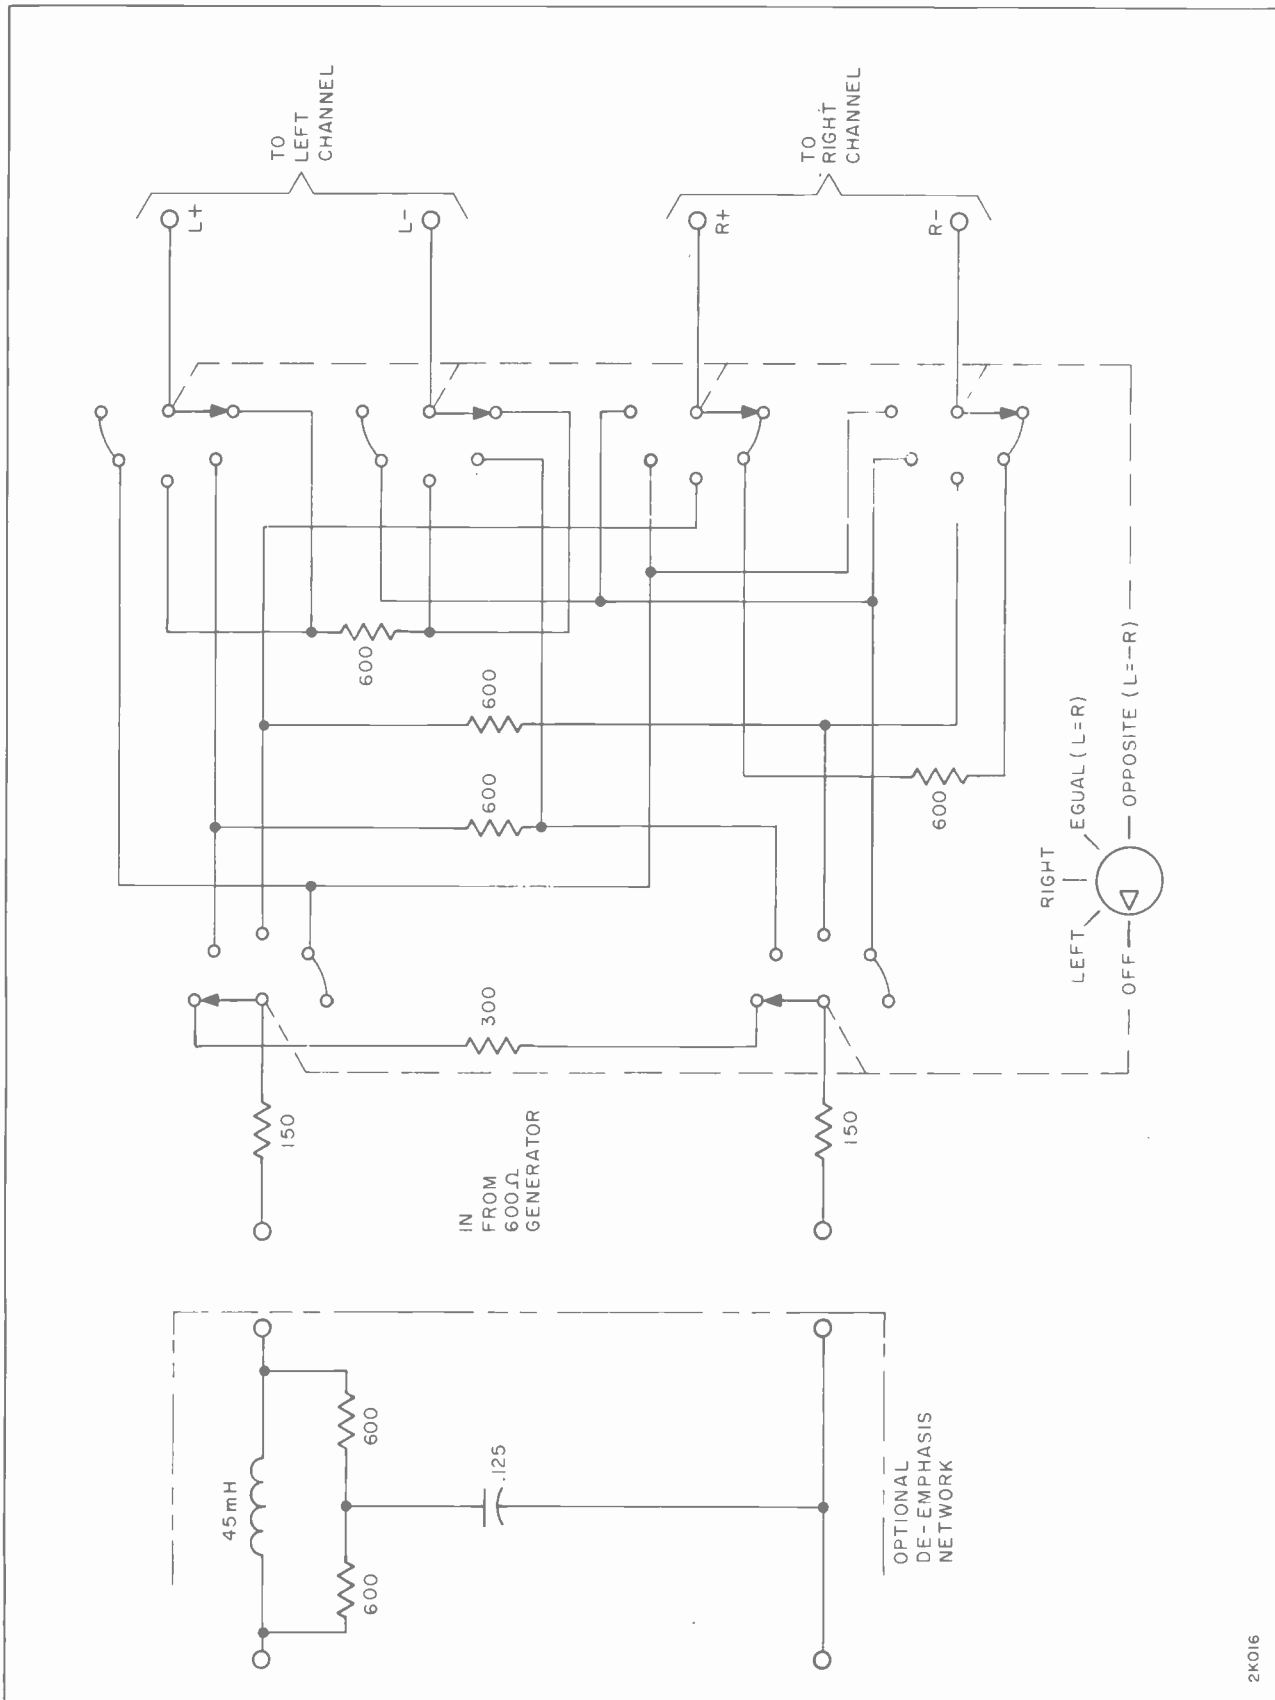 45mH
600
600
.125
OPTIONAL
DE-EMPHASIS
NETWORK
IN
FROM
600Ω
GENERATOR
150
150
300
600
600
600
600
L+
L-
R+
R-
TO
LEFT
CHANNEL
TO
RIGHT
CHANNEL
OFF
LEFT
RIGHT
EGUAL (L=R)
OPPOSITE (L=-R)
2K016